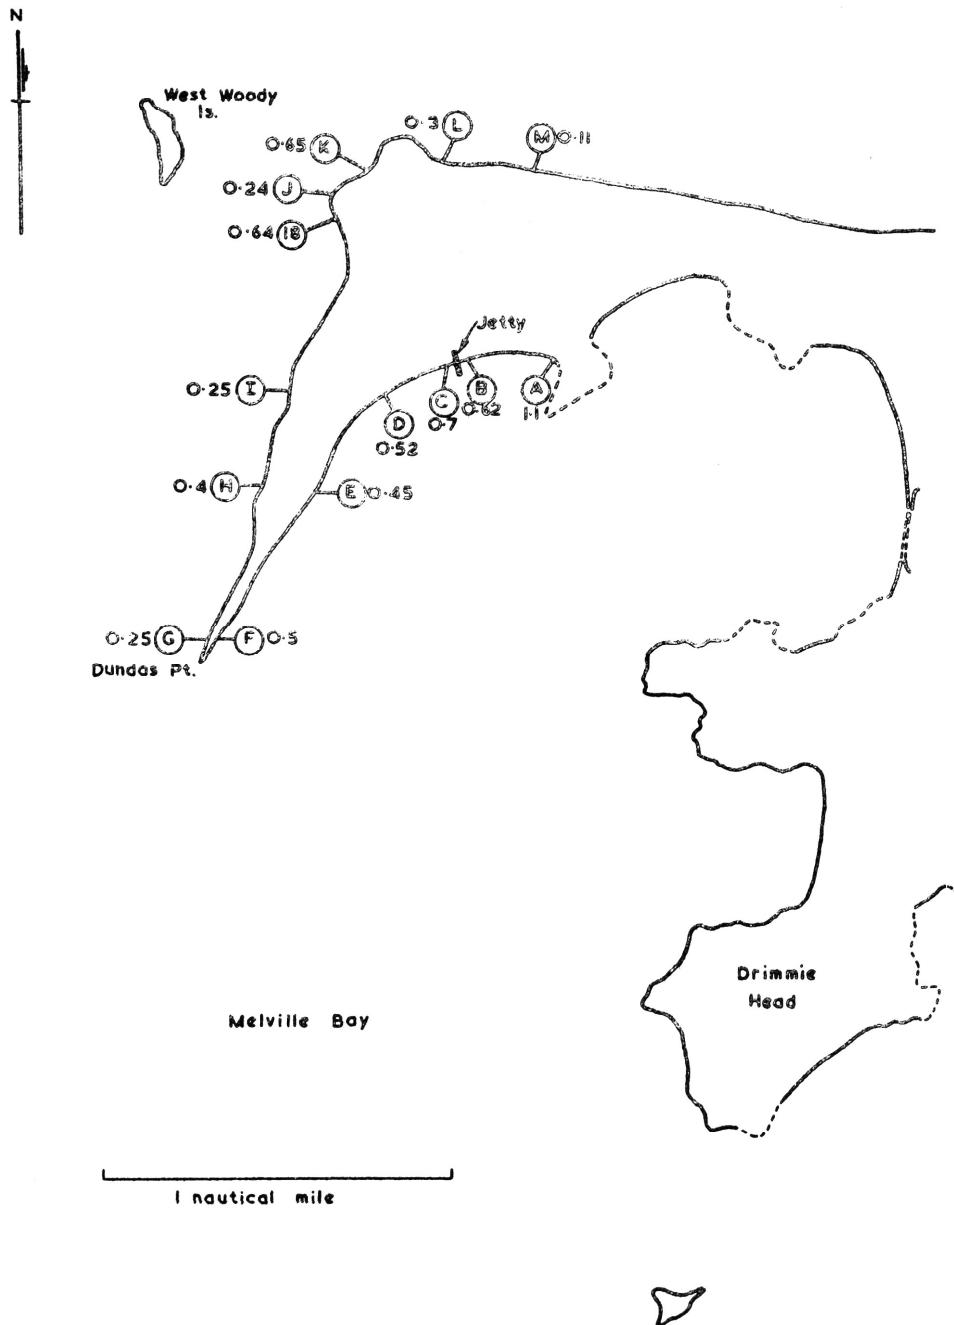 N
West Woody
Is.
0·3 L
M 0·11
0·65 K
0·24 J
0·64 18
Jetty
0·25 I
A
1·1
B
0·62
C
0·7
D
0·52
0·4 H
E 0·45
0·25 G
F 0·5
Dundas Pt.
Drimmie
Head
Melville Bay
1 nautical mile